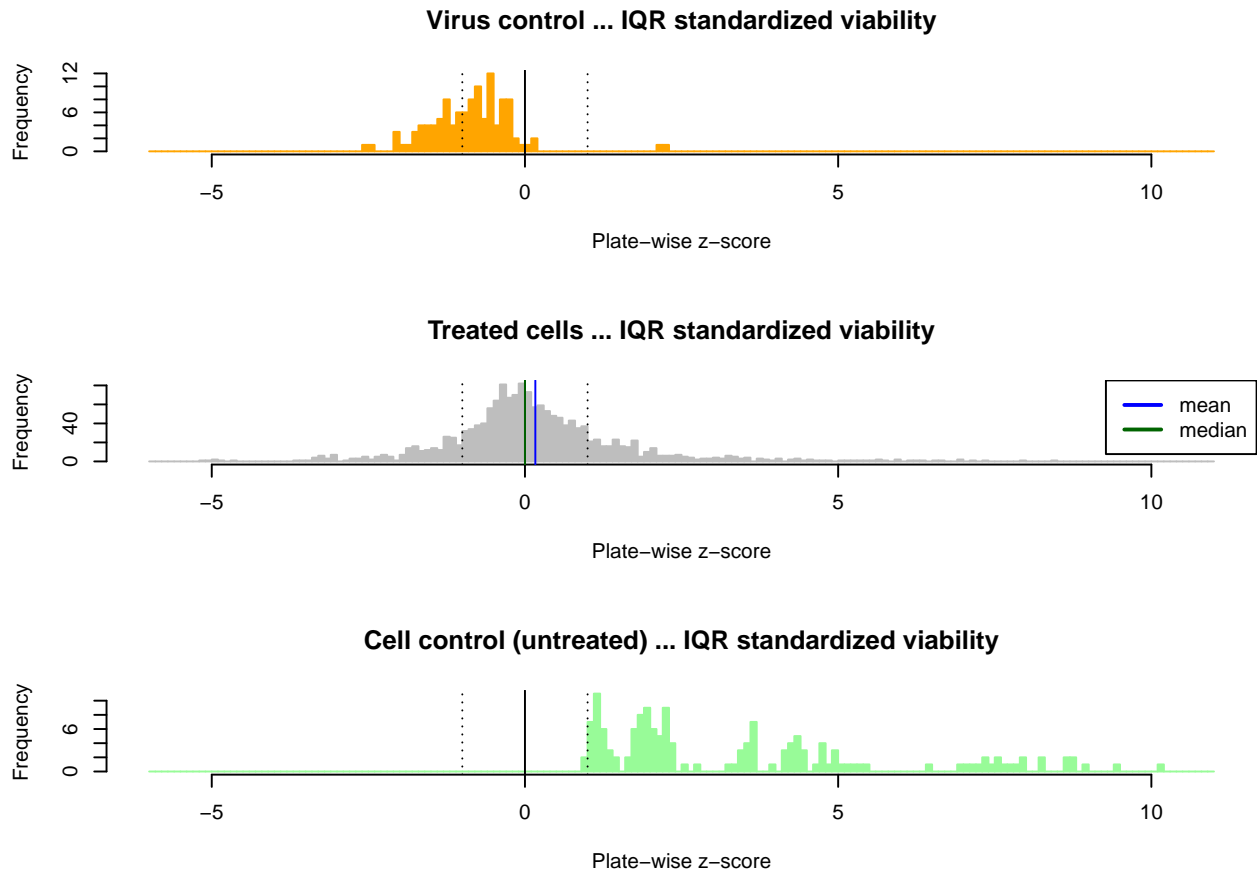 Virus control ... IQR standardized viability
Frequency
12
6
0
−5 0 5 10
Plate−wise z−score
Treated cells ... IQR standardized viability
Frequency
40
0
mean
median
−5 0 5 10
Plate−wise z−score
Cell control (untreated) ... IQR standardized viability
Frequency
6
0
−5 0 5 10
Plate−wise z−score